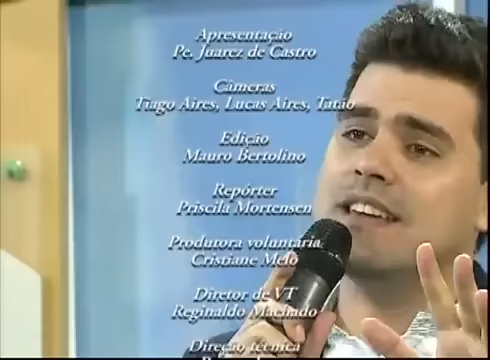 Apresentação
Pe. Juarez de Castro
Câmeras
Tiago Aires, Lucas Aires, Tatão
Edição
Mauro Bertolino
Repórter
Priscila Mortensen
Produtora voluntária
Cristiane Melo
Diretor de VT
Reginaldo Machado
Direção técnica